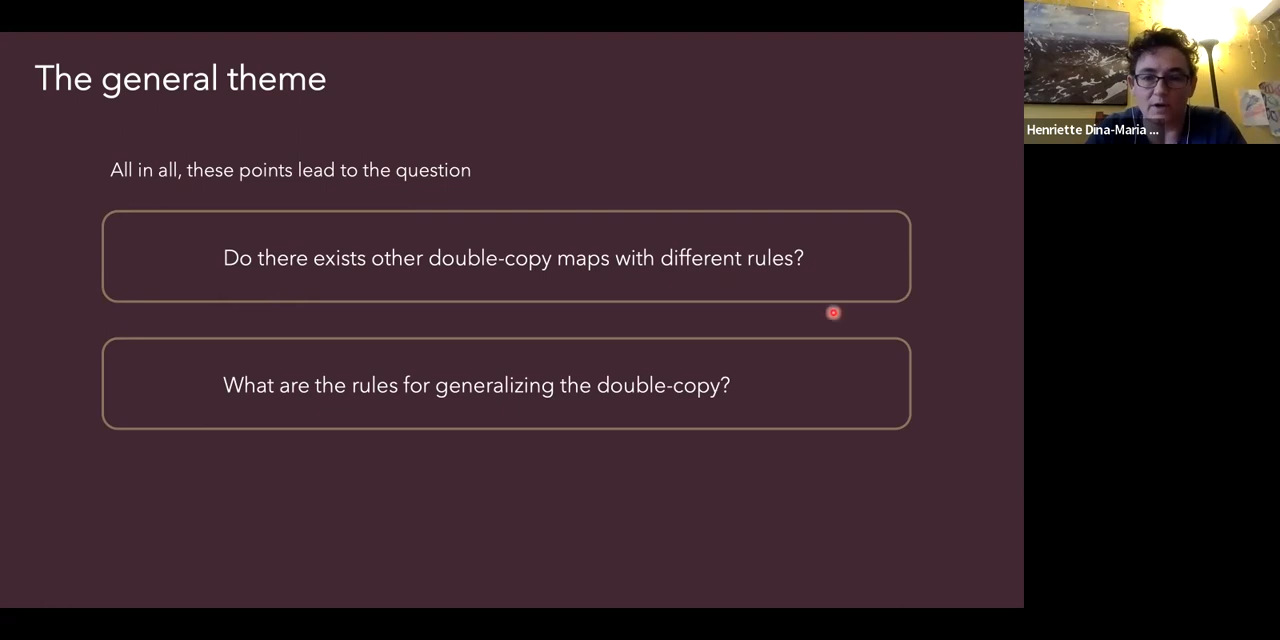 The general theme
All in all, these points lead to the question
Do there exists other double-copy maps with different rules?
What are the rules for generalizing the double-copy?
Henriette Dina-Maria ...